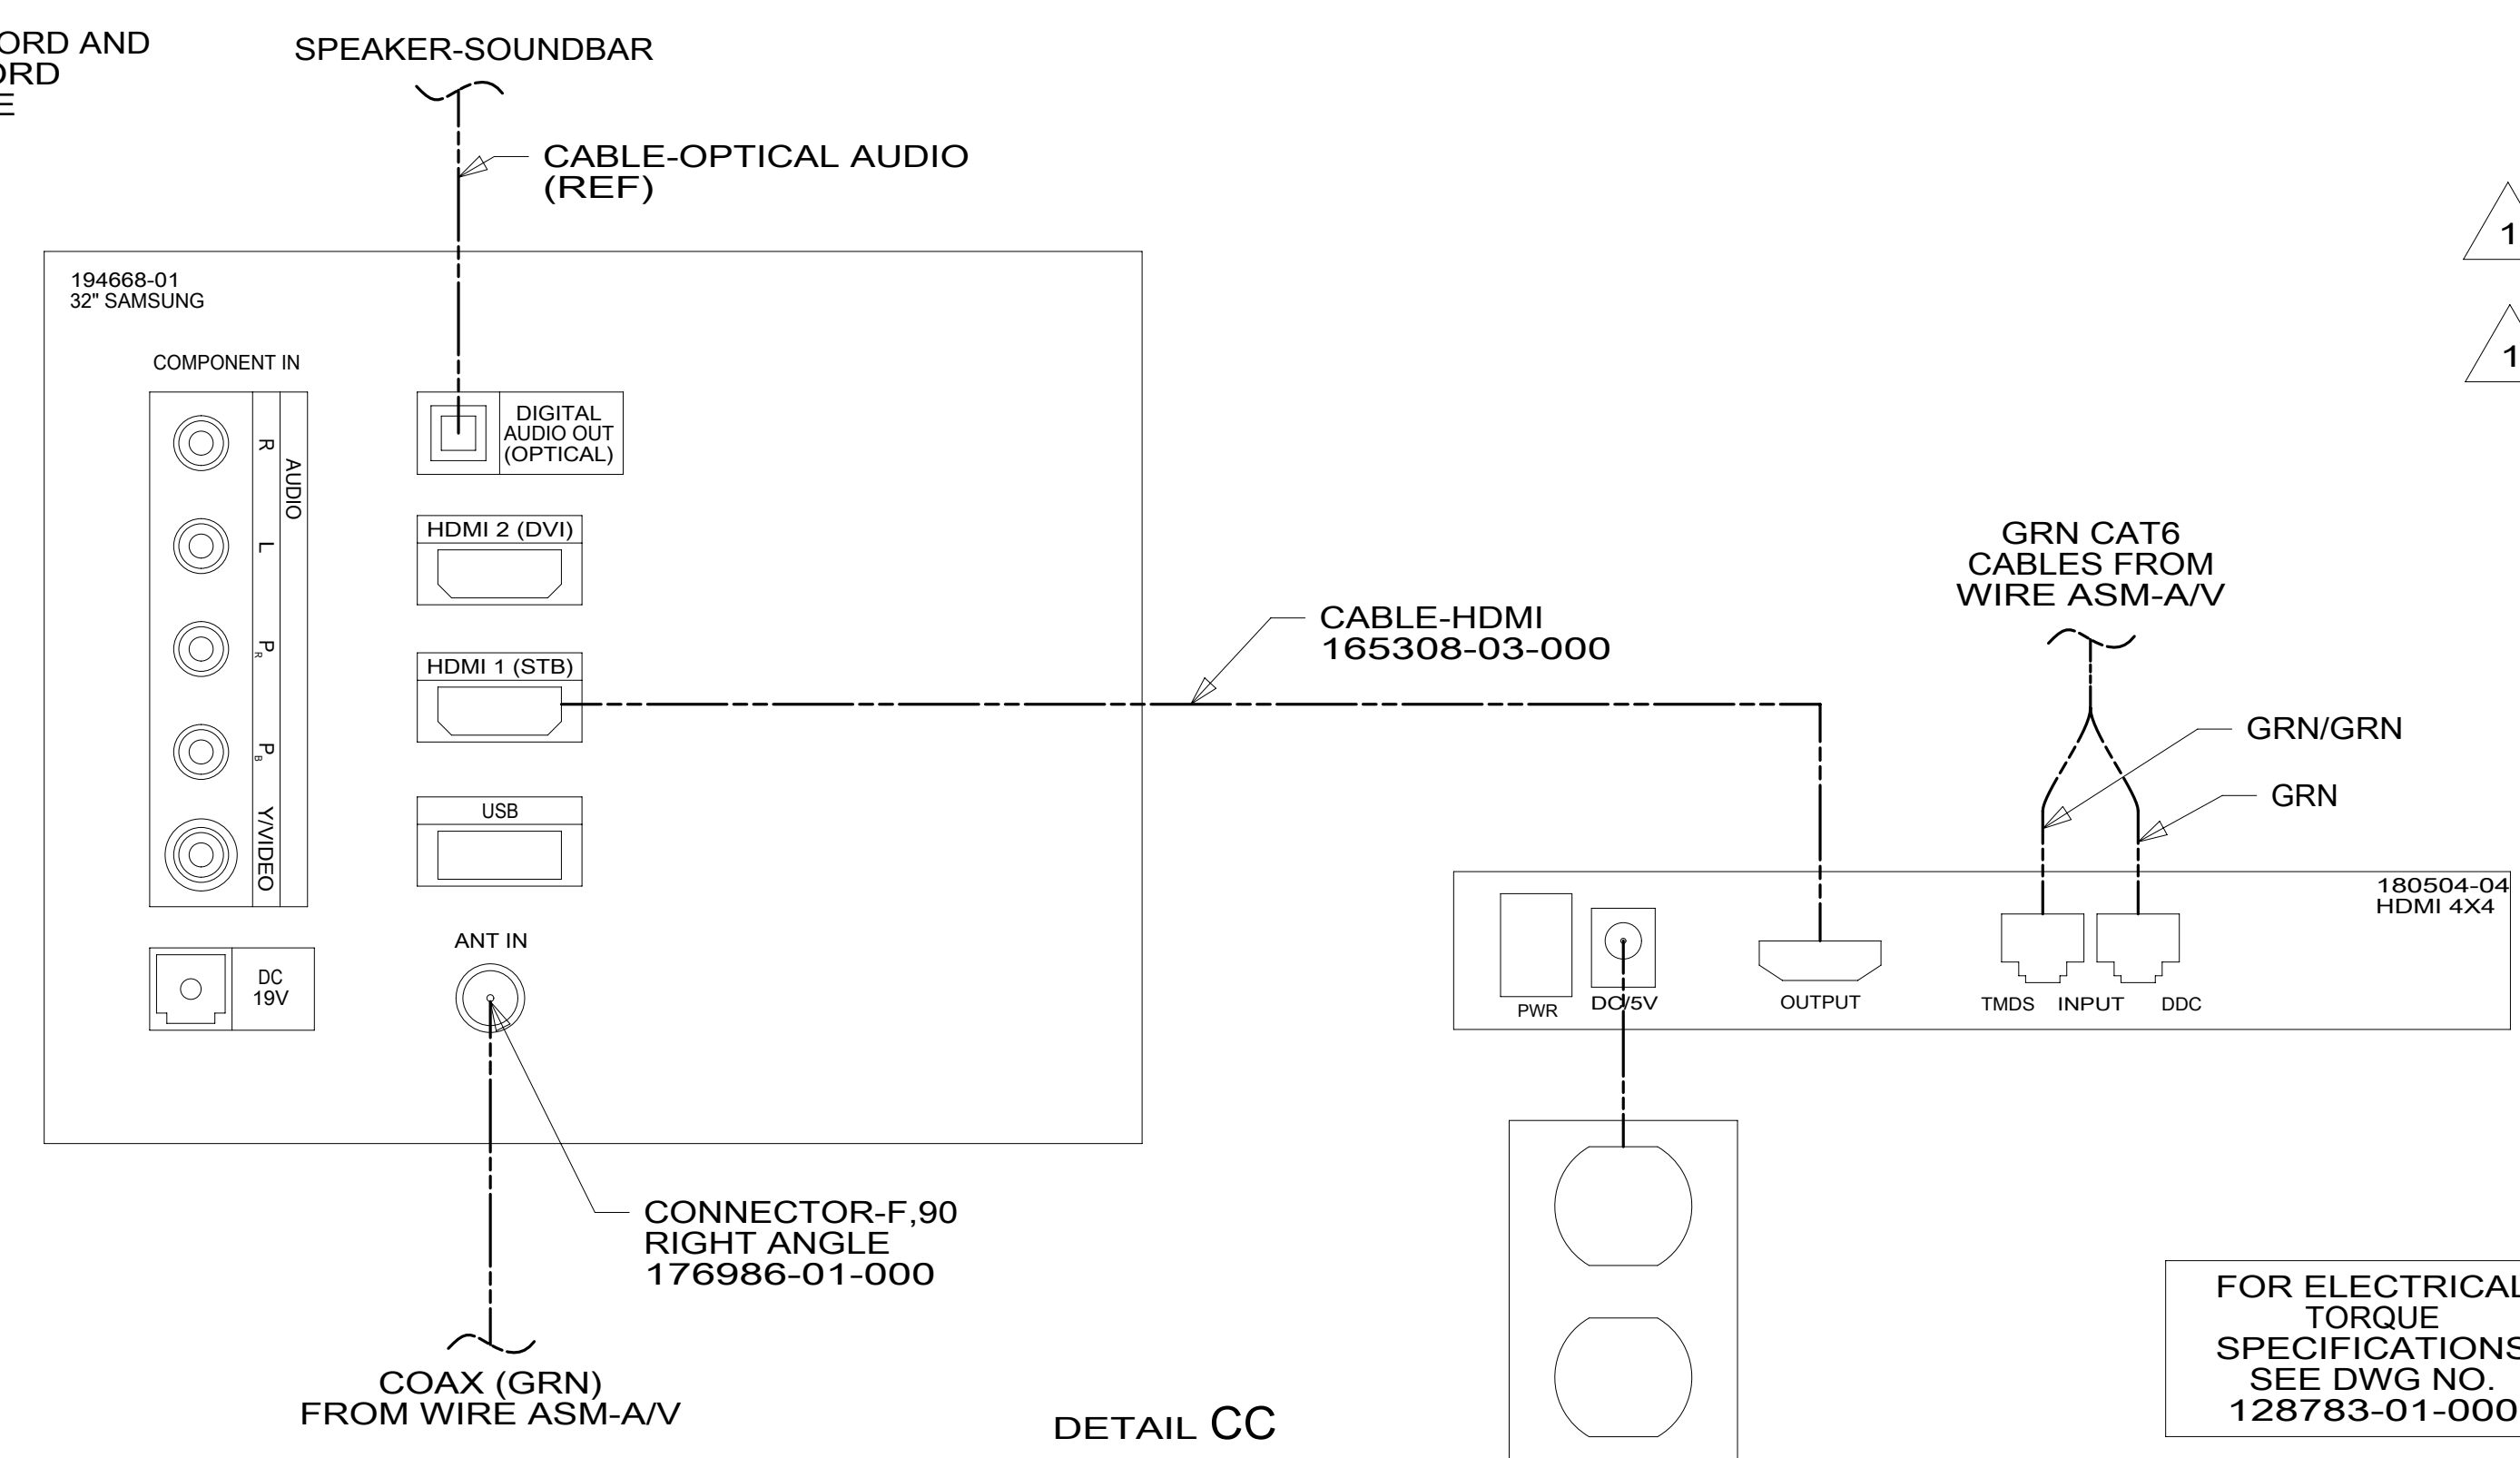 ORD AND
ORD
E
SPEAKER-SOUNDBAR
CABLE-OPTICAL AUDIO
(REF)
1
1
194668-01
32" SAMSUNG
COMPONENT IN
R
L
PR
PB
Y/VIDEO
AUDIO
DIGITAL
AUDIO OUT
(OPTICAL)
HDMI 2 (DVI)
HDMI 1 (STB)
USB
ANT IN
DC
19V
CABLE-HDMI
165308-03-000
GRN CAT6
CABLES FROM
WIRE ASM-A/V
GRN/GRN
GRN
180504-04
HDMI 4X4
PWR
DC/5V
OUTPUT
TMDS INPUT DDC
CONNECTOR-F,90
RIGHT ANGLE
176986-01-000
COAX (GRN)
FROM WIRE ASM-A/V
DETAIL CC
FOR ELECTRICAL
TORQUE
SPECIFICATIONS
SEE DWG NO.
128783-01-000